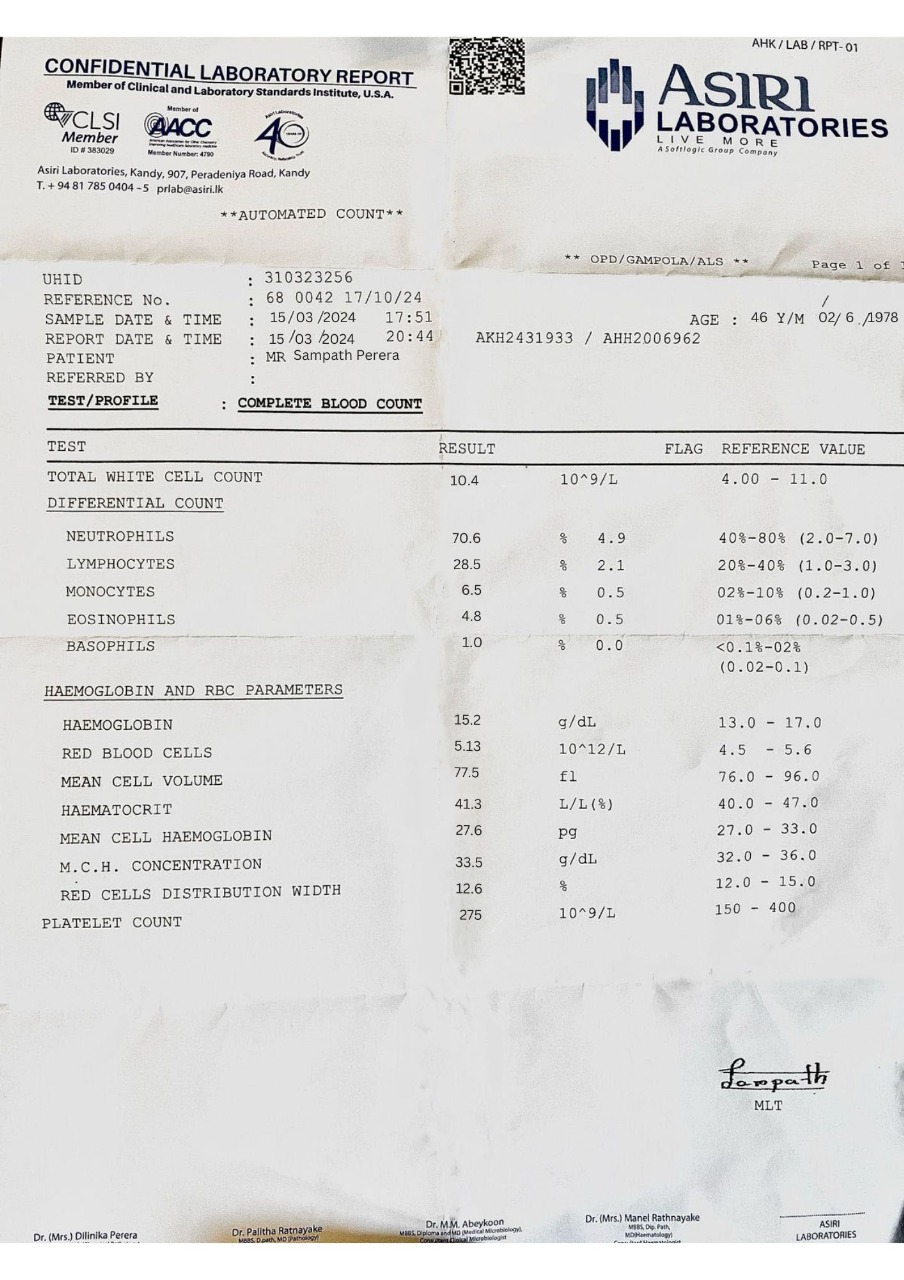 AHK / LAB / RPT- 01
CONFIDENTIAL LABORATORY REPORT
Member of Clinical and Laboratory Standards Institute, U.S.A.
CLSI
Member
ID # 383029
Member of
AACC
Member Number: 4790
40
ASIRI
LABORATORIES
LIVE MORE
A Softlogic Group Company
Asiri Laboratories, Kandy, 907, Peradeniya Road, Kandy
T. + 94 81 785 0404 -5 prlab@asiri.lk
**AUTOMATED COUNT**
** OPD/GAMPOLA/ALS ** Page 1 of 1
UHID : 310323256
REFERENCE No. : 68 0042 17/10/24 /
SAMPLE DATE & TIME : 15/03 /2024 17:51 AGE : 46 Y/M 02/ 6 /1978
REPORT DATE & TIME : 15/03 /2024 20:44 AKH2431933 / AHH2006962
PATIENT : MR Sampath Perera
REFERRED BY :
TEST/PROFILE : COMPLETE BLOOD COUNT
TEST RESULT FLAG REFERENCE VALUE
TOTAL WHITE CELL COUNT 10.4 10^9/L 4.00 - 11.0
DIFFERENTIAL COUNT
NEUTROPHILS 70.6 % 4.9 40%-80% (2.0-7.0)
LYMPHOCYTES 28.5 % 2.1 20%-40% (1.0-3.0)
MONOCYTES 6.5 % 0.5 02%-10% (0.2-1.0)
EOSINOPHILS 4.8 % 0.5 01%-06% (0.02-0.5)
BASOPHILS 1.0 % 0.0 <0.1%-02%
(0.02-0.1)
HAEMOGLOBIN AND RBC PARAMETERS
HAEMOGLOBIN 15.2 g/dL 13.0 - 17.0
RED BLOOD CELLS 5.13 10^12/L 4.5 - 5.6
MEAN CELL VOLUME 77.5 fl 76.0 - 96.0
HAEMATOCRIT 41.3 L/L(%) 40.0 - 47.0
MEAN CELL HAEMOGLOBIN 27.6 pg 27.0 - 33.0
M.C.H. CONCENTRATION 33.5 g/dL 32.0 - 36.0
RED CELLS DISTRIBUTION WIDTH 12.6 % 12.0 - 15.0
PLATELET COUNT 275 10^9/L 150 - 400
Sampath
MLT
Dr. (Mrs.) Dilinika Perera
Dr. Palitha Ratnayake
MBBS, D.path, MD (Pathology)
Dr. M.M. Abeykoon
MBBS, Diploma and MD (Medical Microbiology),
Consultant Clinical Microbiologist
Dr. (Mrs.) Manel Rathnayake
MBBS, Dip. Path,
MD(Haematology)
Consultant Haematologist
ASIRI
LABORATORIES